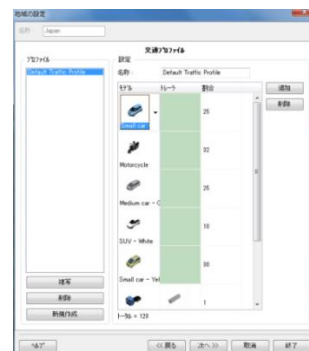 地域の設定
名称: Japan
交通プロファイル
プロファイル
Default Traffic Profile
複写
削除
新規作成
設定
名称: Default Traffic Profile
モデル トレーラ 割合
Small car -
25
Motorcycle
32
Medium car - C
25
SUV - White
10
Small car - Yel
30
1
トータル = 123
追加
削除
ヘルプ << 戻る 次へ >> 取消 終了